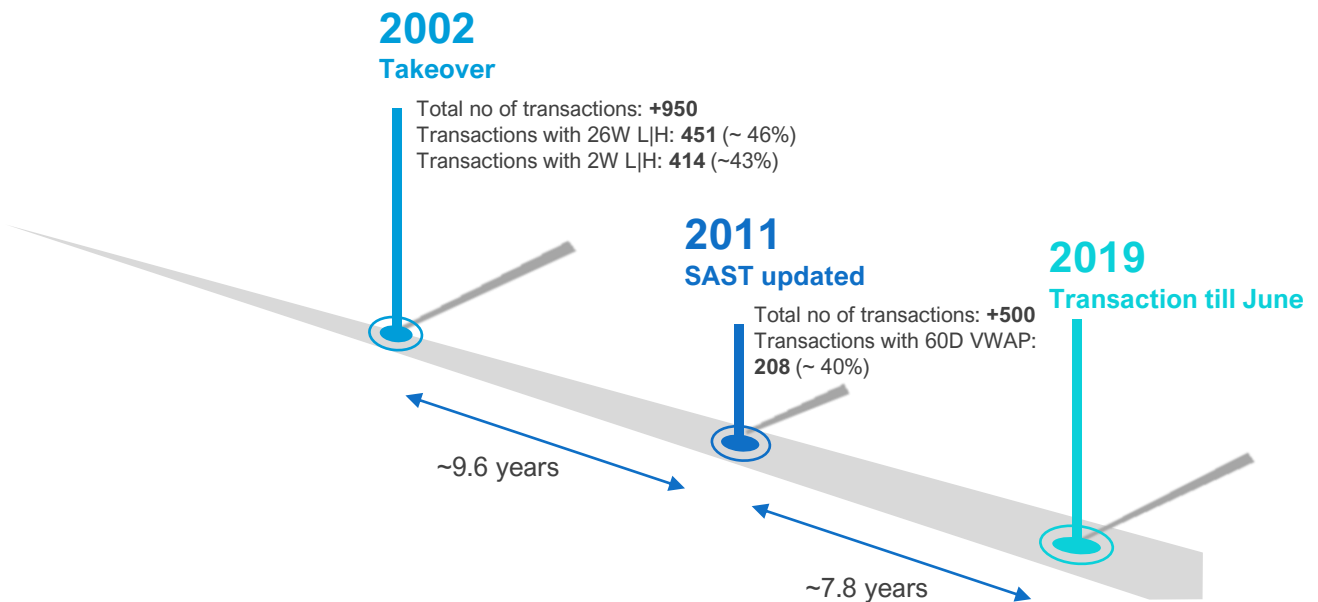 2002
Takeover
Total no of transactions: +950
Transactions with 26W L|H: 451 (~ 46%)
Transactions with 2W L|H: 414 (~43%)
2011
SAST updated
Total no of transactions: +500
Transactions with 60D VWAP:
208 (~ 40%)
2019
Transaction till June
~9.6 years
~7.8 years